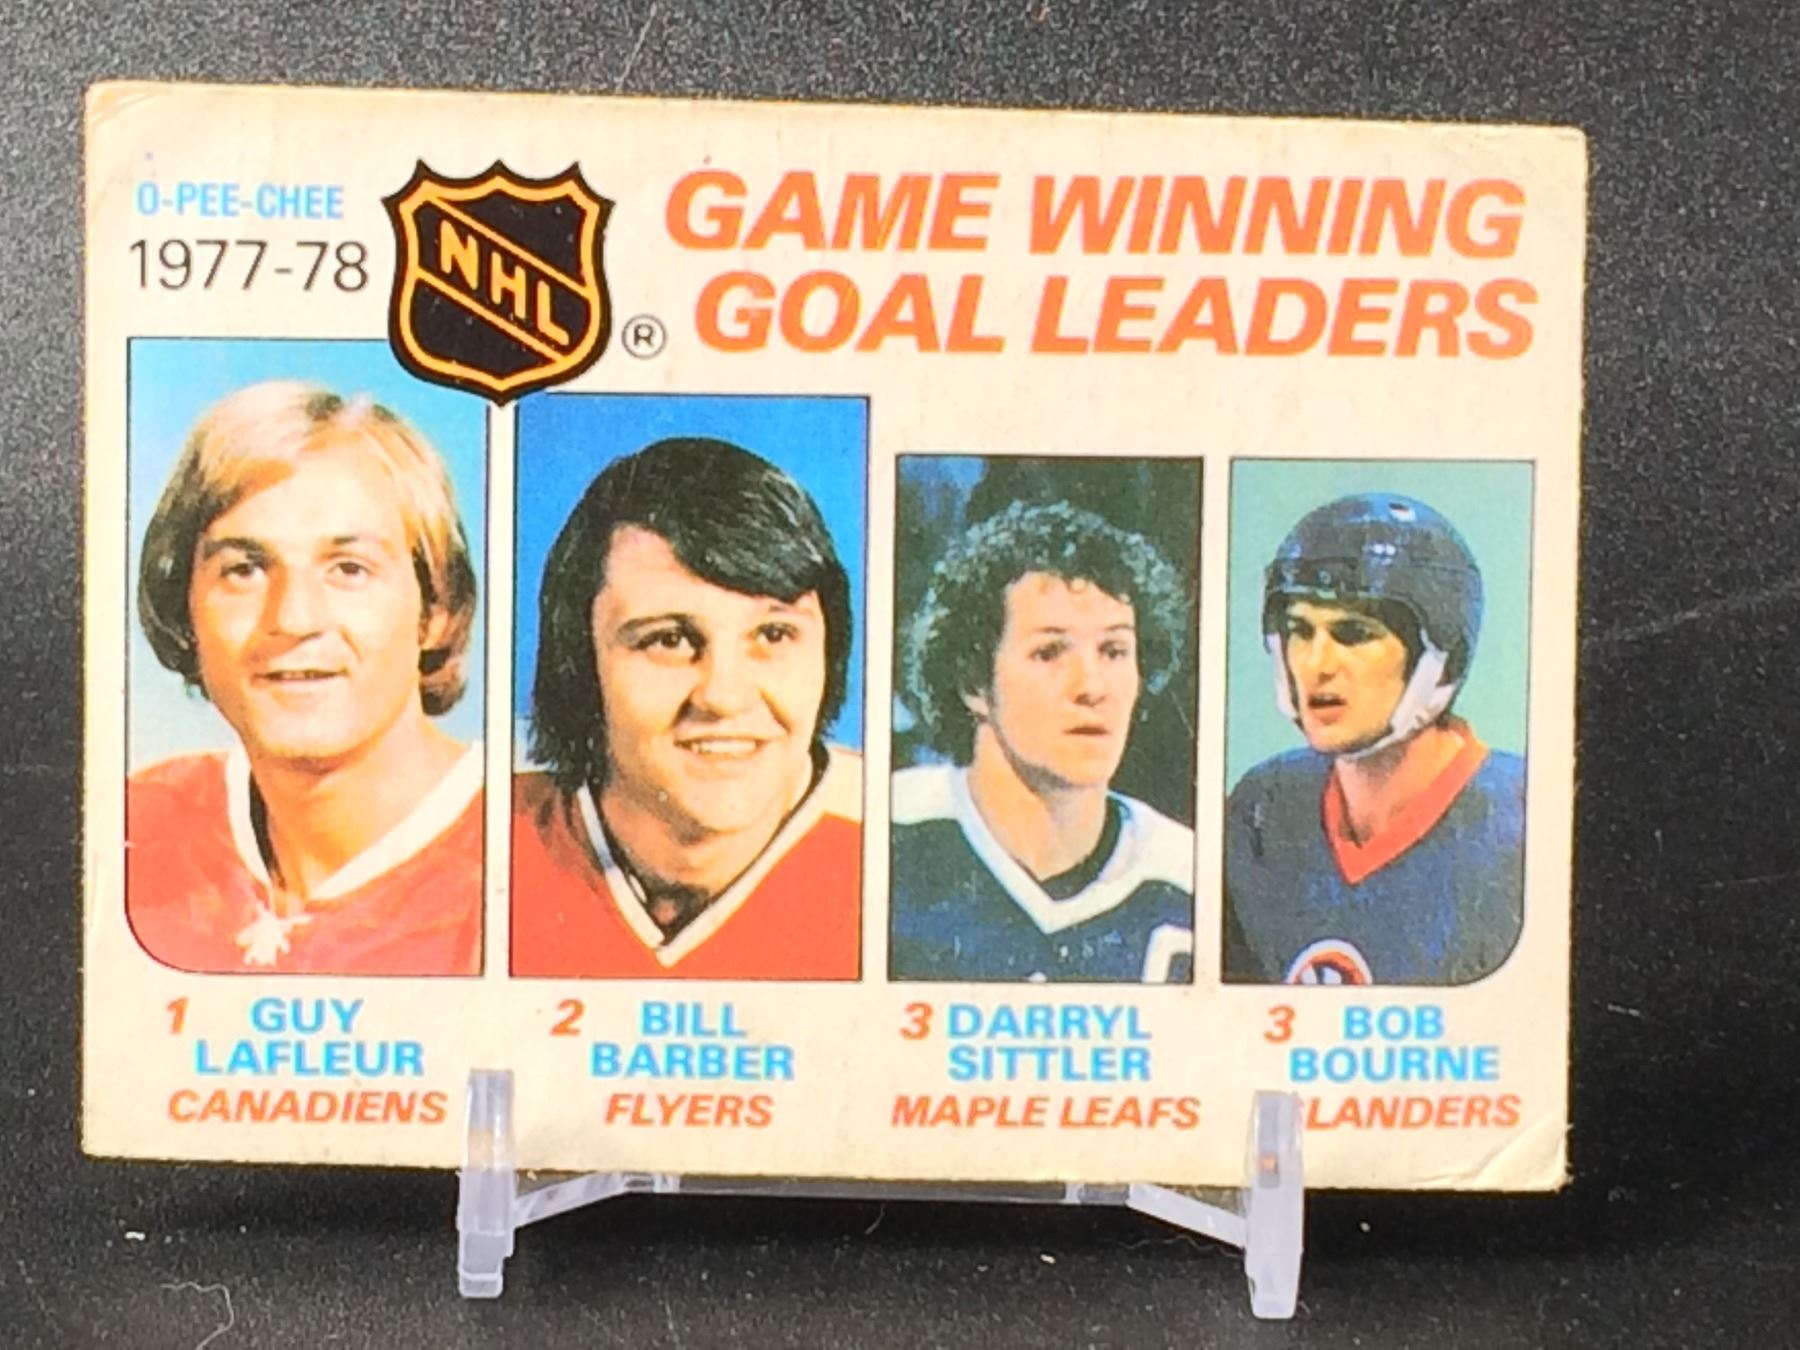 O-PEE-CHEE
1977-78
NHL
®
GAME WINNING
GOAL LEADERS
1 GUY
LAFLEUR
CANADIENS
2 BILL
BARBER
FLYERS
3 DARRYL
SITTLER
MAPLE LEAFS
3 BOB
BOURNE
SLANDERS